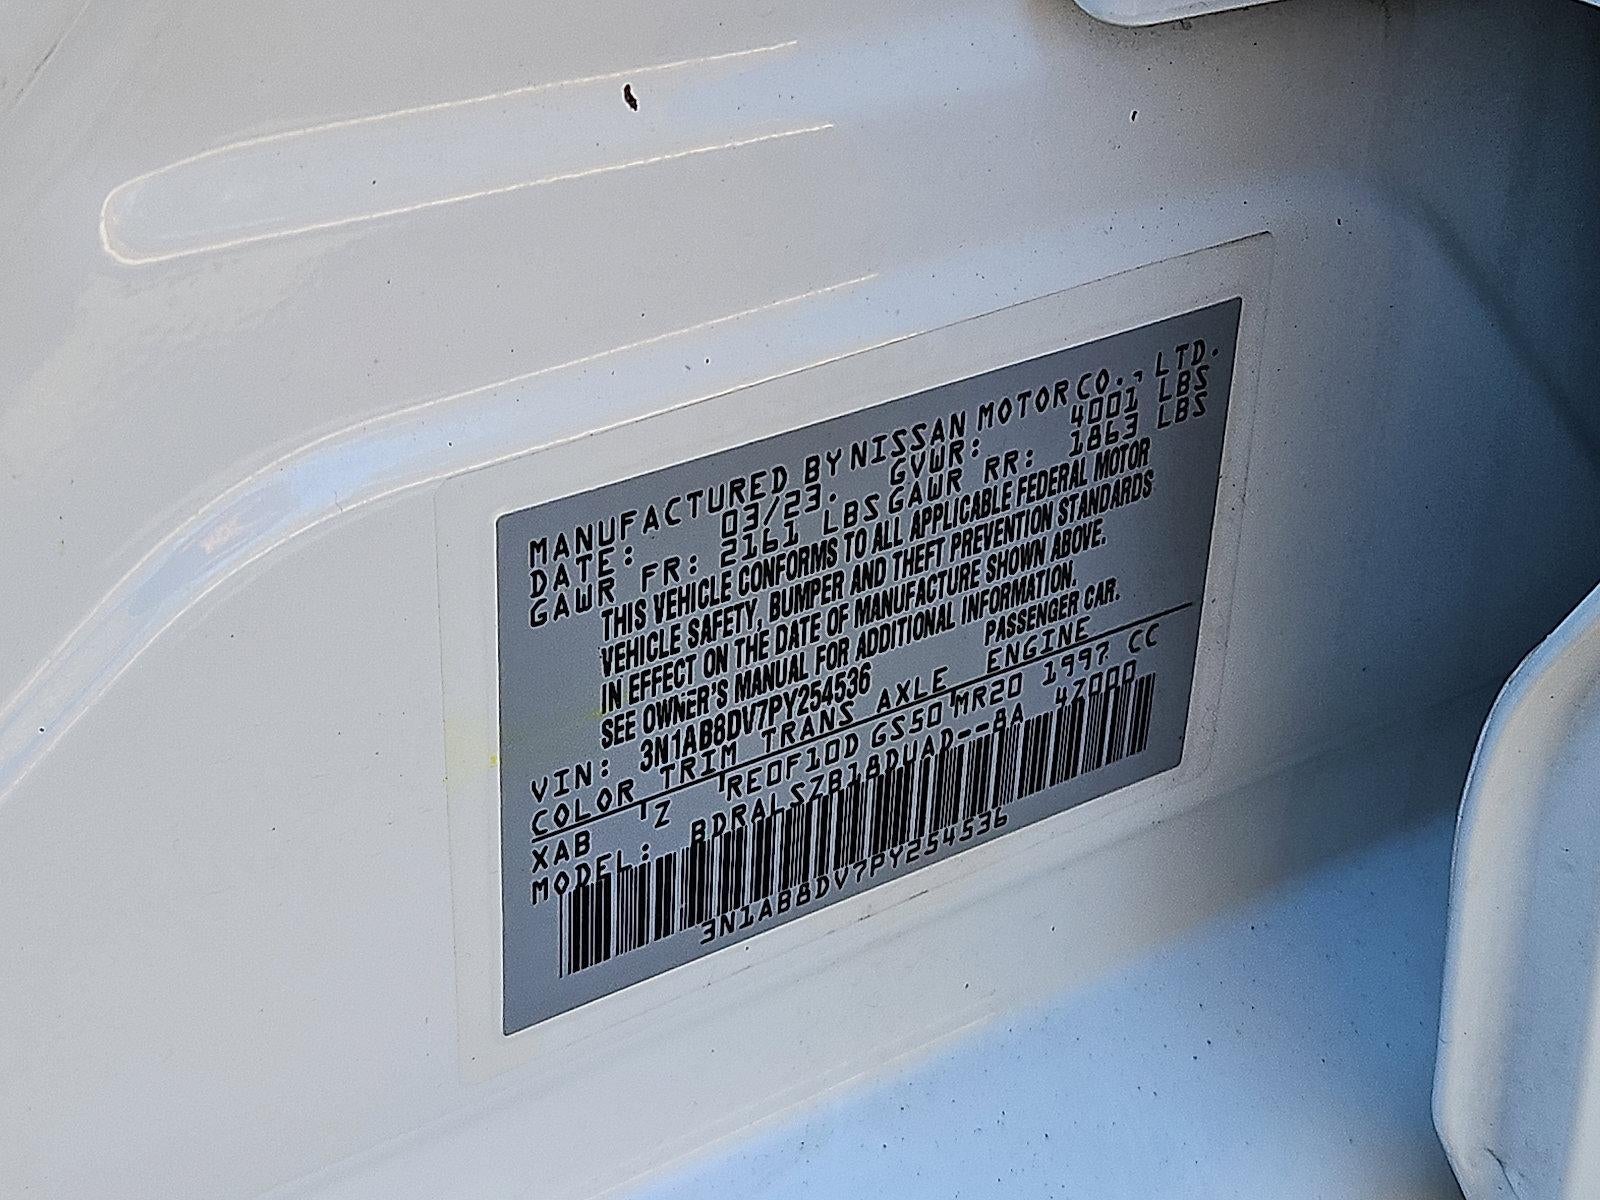 MANUFACTURED BY NISSAN MOTOR CO., LTD.
DATE: 03/23. GVWR: 4001 LBS
GAWR FR: 2161 LBS GAWR RR: 1863 LBS
THIS VEHICLE CONFORMS TO ALL APPLICABLE FEDERAL MOTOR
VEHICLE SAFETY, BUMPER AND THEFT PREVENTION STANDARDS
IN EFFECT ON THE DATE OF MANUFACTURE SHOWN ABOVE.
SEE OWNER'S MANUAL FOR ADDITIONAL INFORMATION.
VIN: 3N1AB8DV7PY254536 PASSENGER CAR.
COLOR TRIM TRANS AXLE ENGINE
XAB Z RE0F10D GS50 MR20 1997 CC
MODEL: BDRALSZB18DUAD--8A 47000
3N1AB8DV7PY254536